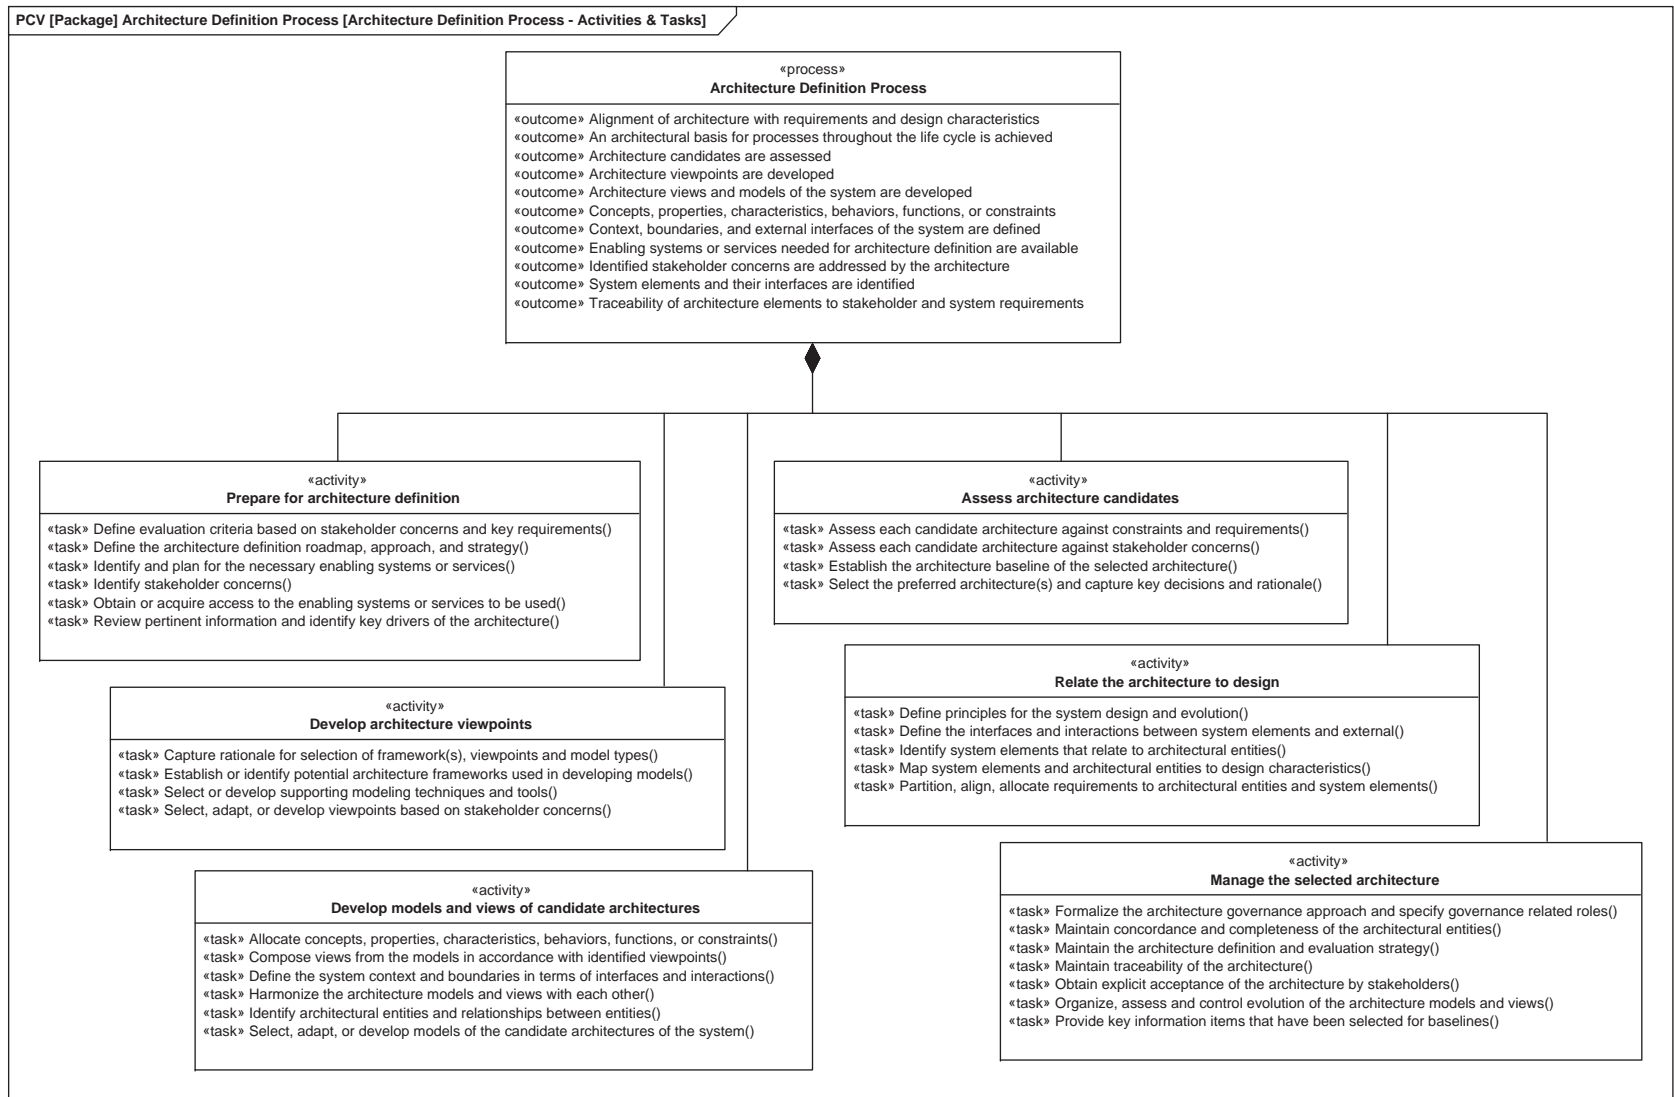 PCV [Package] Architecture Definition Process [Architecture Definition Process - Activities & Tasks]
«process»
Architecture Definition Process
«outcome» Alignment of architecture with requirements and design characteristics
«outcome» An architectural basis for processes throughout the life cycle is achieved
«outcome» Architecture candidates are assessed
«outcome» Architecture viewpoints are developed
«outcome» Architecture views and models of the system are developed
«outcome» Concepts, properties, characteristics, behaviors, functions, or constraints
«outcome» Context, boundaries, and external interfaces of the system are defined
«outcome» Enabling systems or services needed for architecture definition are available
«outcome» Identified stakeholder concerns are addressed by the architecture
«outcome» System elements and their interfaces are identified
«outcome» Traceability of architecture elements to stakeholder and system requirements
«activity»
Prepare for architecture definition
«task» Define evaluation criteria based on stakeholder concerns and key requirements()
«task» Define the architecture definition roadmap, approach, and strategy()
«task» Identify and plan for the necessary enabling systems or services()
«task» Identify stakeholder concerns()
«task» Obtain or acquire access to the enabling systems or services to be used()
«task» Review pertinent information and identify key drivers of the architecture()
«activity»
Develop architecture viewpoints
«task» Capture rationale for selection of framework(s), viewpoints and model types()
«task» Establish or identify potential architecture frameworks used in developing models()
«task» Select or develop supporting modeling techniques and tools()
«task» Select, adapt, or develop viewpoints based on stakeholder concerns()
«activity»
Develop models and views of candidate architectures
«task» Allocate concepts, properties, characteristics, behaviors, functions, or constraints()
«task» Compose views from the models in accordance with identified viewpoints()
«task» Define the system context and boundaries in terms of interfaces and interactions()
«task» Harmonize the architecture models and views with each other()
«task» Identify architectural entities and relationships between entities()
«task» Select, adapt, or develop models of the candidate architectures of the system()
«activity»
Assess architecture candidates
«task» Assess each candidate architecture against constraints and requirements()
«task» Assess each candidate architecture against stakeholder concerns()
«task» Establish the architecture baseline of the selected architecture()
«task» Select the preferred architecture(s) and capture key decisions and rationale()
«activity»
Relate the architecture to design
«task» Define principles for the system design and evolution()
«task» Define the interfaces and interactions between system elements and external()
«task» Identify system elements that relate to architectural entities()
«task» Map system elements and architectural entities to design characteristics()
«task» Partition, align, allocate requirements to architectural entities and system elements()
«activity»
Manage the selected architecture
«task» Formalize the architecture governance approach and specify governance related roles()
«task» Maintain concordance and completeness of the architectural entities()
«task» Maintain the architecture definition and evaluation strategy()
«task» Maintain traceability of the architecture()
«task» Obtain explicit acceptance of the architecture by stakeholders()
«task» Organize, assess and control evolution of the architecture models and views()
«task» Provide key information items that have been selected for baselines()